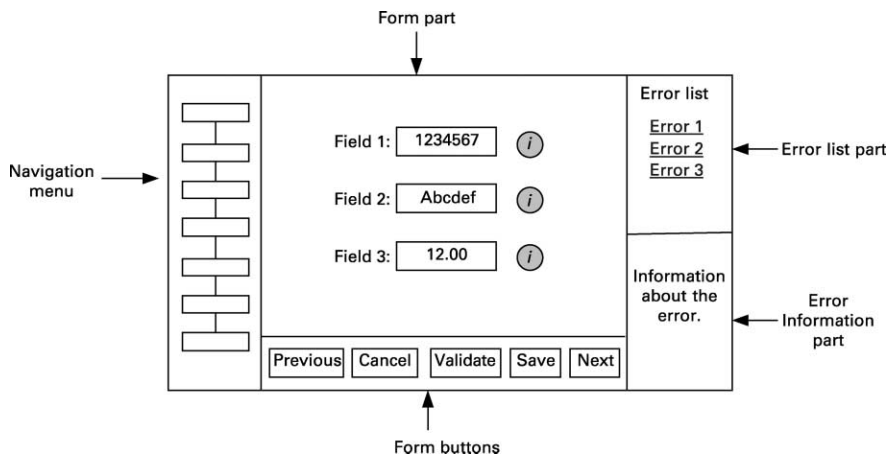 Form part
Navigation
menu
Field 1: 1234567 i
Field 2: Abcdef i
Field 3: 12.00 i
Previous Cancel Validate Save Next
Form buttons
Error list
Error 1
Error 2
Error 3
Error list part
Information
about the
error.
Error
Information
part